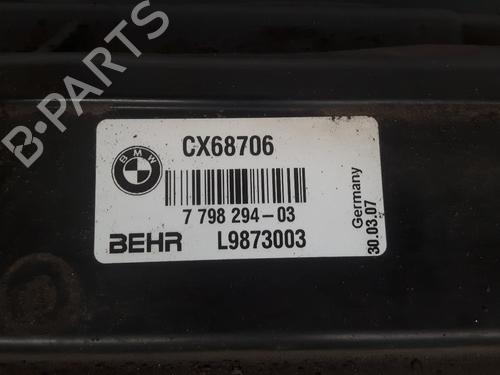 CX68706
BMW
7 798 294-03
BEHR L9873003
Germany
30.03.07
B-PARTS